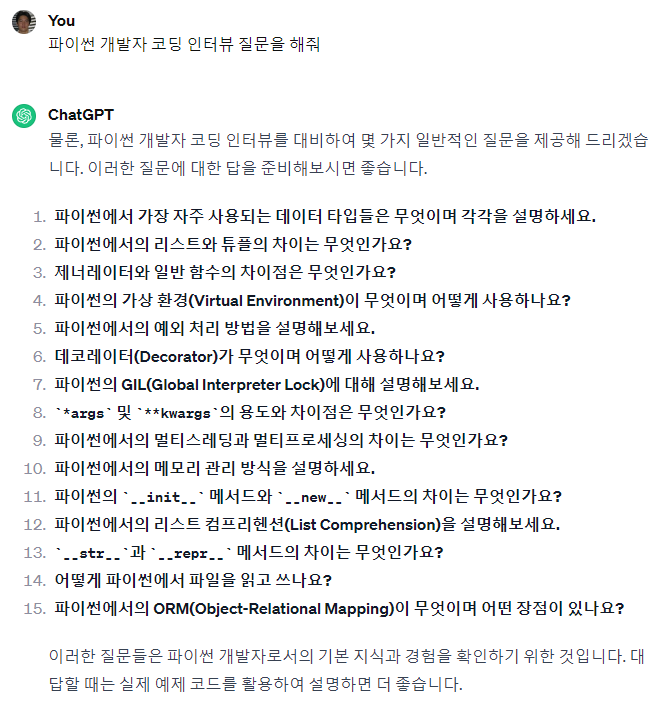 You
파이썬 개발자 코딩 인터뷰 질문을 해줘
ChatGPT
물론, 파이썬 개발자 코딩 인터뷰를 대비하여 몇 가지 일반적인 질문을 제공해 드리겠습
니다. 이러한 질문에 대한 답을 준비해보시면 좋습니다.
1. 파이썬에서 가장 자주 사용되는 데이터 타입들은 무엇이며 각각을 설명하세요.
2. 파이썬에서의 리스트와 튜플의 차이는 무엇인가요?
3. 제너레이터와 일반 함수의 차이점은 무엇인가요?
4. 파이썬의 가상 환경(Virtual Environment)이 무엇이며 어떻게 사용하나요?
5. 파이썬에서의 예외 처리 방법을 설명해보세요.
6. 데코레이터(Decorator)가 무엇이며 어떻게 사용하나요?
7. 파이썬의 GIL(Global Interpreter Lock)에 대해 설명해보세요.
8. `*args` 및 `**kwargs`의 용도와 차이점은 무엇인가요?
9. 파이썬에서의 멀티스레딩과 멀티프로세싱의 차이는 무엇인가요?
10. 파이썬에서의 메모리 관리 방식을 설명하세요.
11. 파이썬의 `__init__` 메서드와 `__new__` 메서드의 차이는 무엇인가요?
12. 파이썬에서의 리스트 컴프리헨션(List Comprehension)을 설명해보세요.
13. `__str__`과 `__repr__` 메서드의 차이는 무엇인가요?
14. 어떻게 파이썬에서 파일을 읽고 쓰나요?
15. 파이썬에서의 ORM(Object-Relational Mapping)이 무엇이며 어떤 장점이 있나요?
이러한 질문들은 파이썬 개발자로서의 기본 지식과 경험을 확인하기 위한 것입니다. 대
답할 때는 실제 예제 코드를 활용하여 설명하면 더 좋습니다.